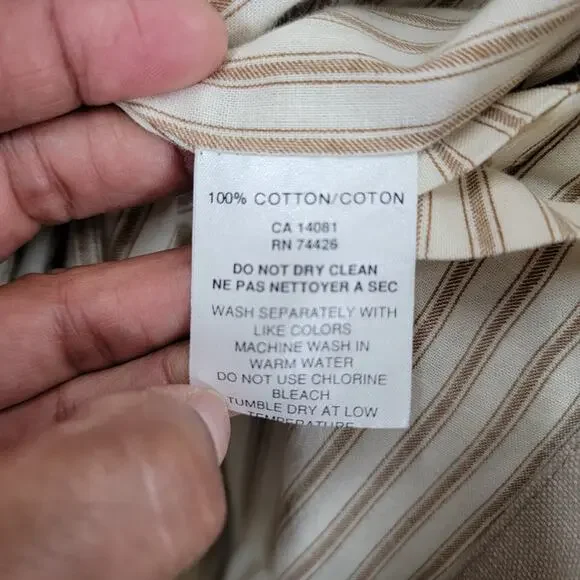 100% COTTON/COTON
CA 14081
RN 74426
DO NOT DRY CLEAN
NE PAS NETTOYER A SEC
WASH SEPARATELY WITH
LIKE COLORS
MACHINE WASH IN
WARM WATER
DO NOT USE CHLORINE
BLEACH
TUMBLE DRY AT LOW
TEMPERATURE